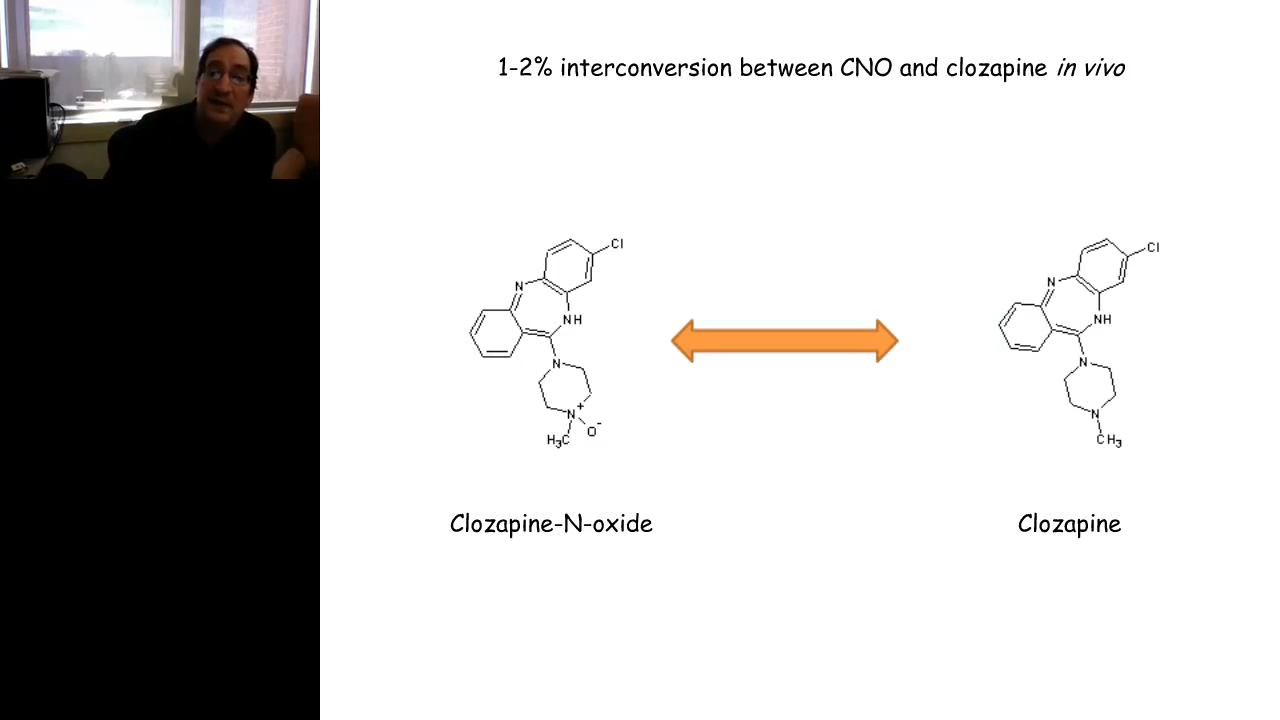 1-2% interconversion between CNO and clozapine in vivo
Cl
N
NH
N
N+
O-
H3C
Cl
N
NH
N
N
CH3
Clozapine-N-oxide
Clozapine